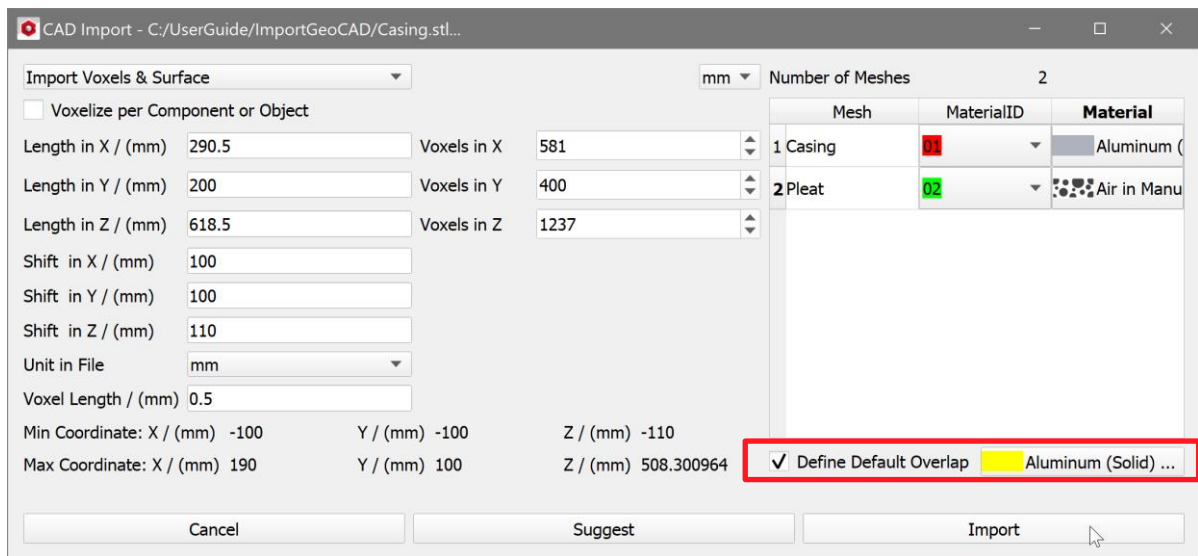 CAD Import - C:/UserGuide/ImportGeoCAD/Casing.stl...
Import Voxels & Surface mm Number of Meshes 2
Voxelize per Component or Object Mesh MaterialID Material
Length in X / (mm) 290.5 Voxels in X 581 1 Casing 01 Aluminum (
Length in Y / (mm) 200 Voxels in Y 400 2 Pleat 02 Air in Manu
Length in Z / (mm) 618.5 Voxels in Z 1237
Shift in X / (mm) 100
Shift in Y / (mm) 100
Shift in Z / (mm) 110
Unit in File mm
Voxel Length / (mm) 0.5
Min Coordinate: X / (mm) -100 Y / (mm) -100 Z / (mm) -110
Max Coordinate: X / (mm) 190 Y / (mm) 100 Z / (mm) 508.300964 Define Default Overlap Aluminum (Solid) ...
Cancel Suggest Import